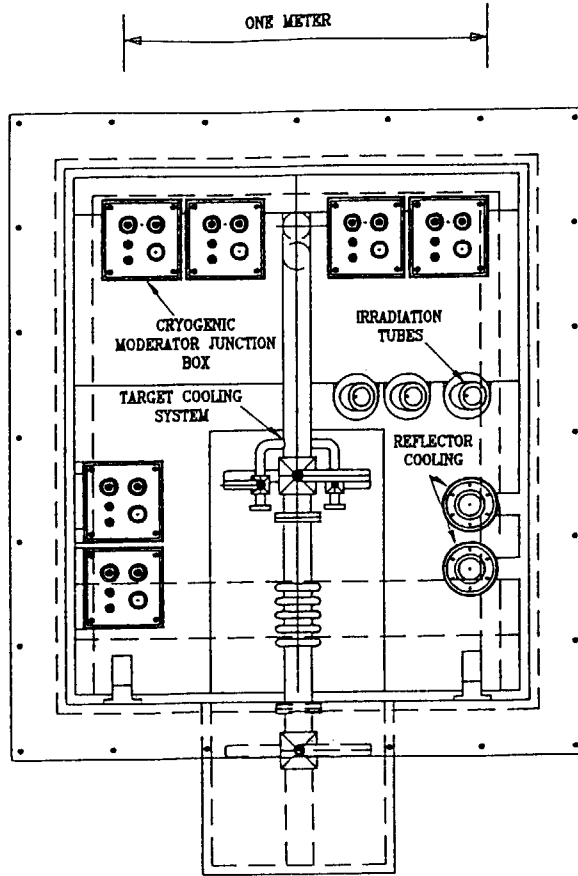 ONE METER
CRYOGENIC
MODERATOR JUNCTION
BOX
IRRADIATION
TUBES
TARGET COOLING
SYSTEM
REFLECTOR
COOLING